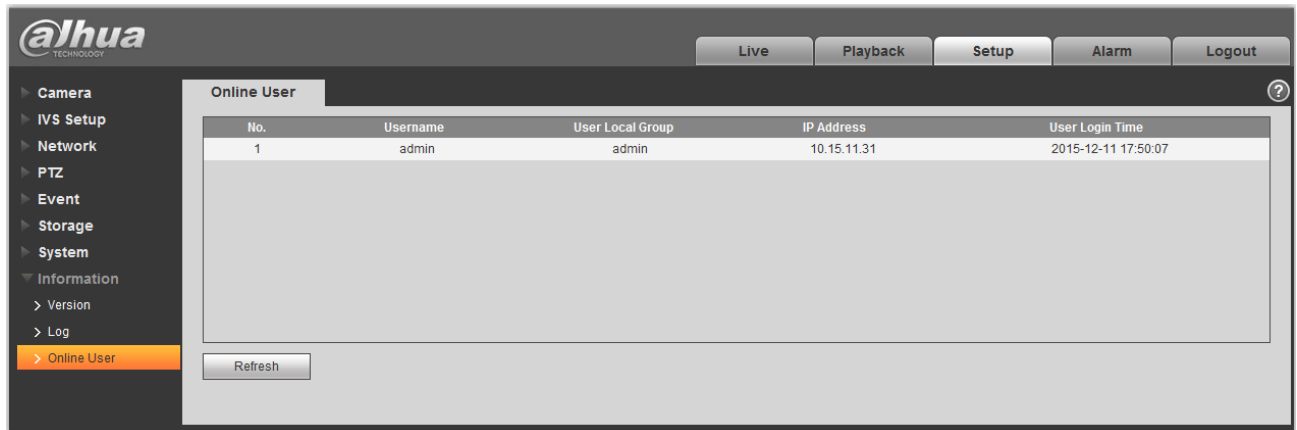 alhua
TECHNOLOGY
Live Playback Setup Alarm Logout
Camera
IVS Setup
Network
PTZ
Event
Storage
System
Information
Version
Log
Online User
Online User
?
No. Username User Local Group IP Address User Login Time
1 admin admin 10.15.11.31 2015-12-11 17:50:07
Refresh